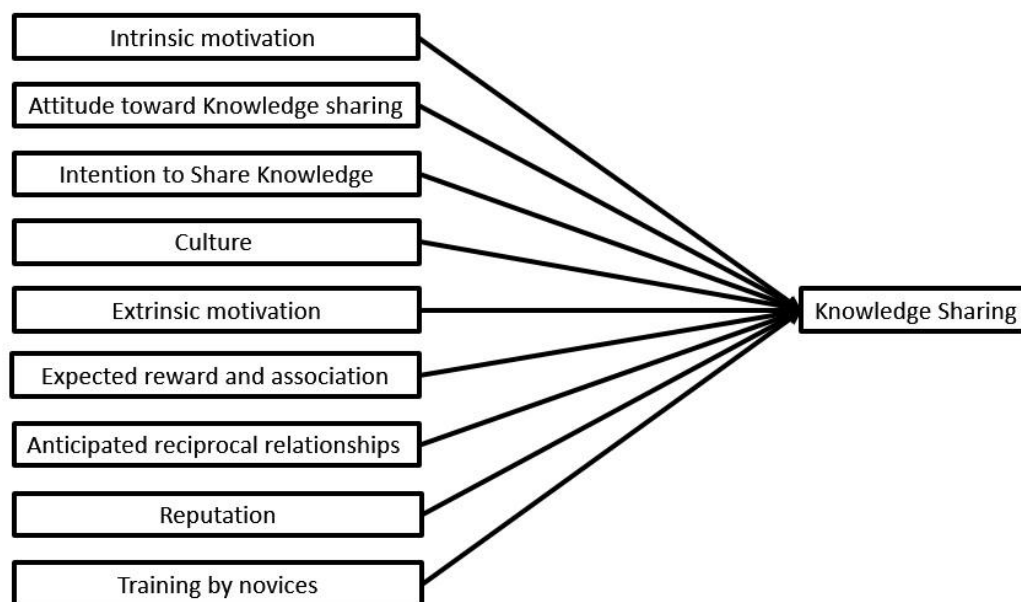 Intrinsic motivation
Attitude toward Knowledge sharing
Intention to Share Knowledge
Culture
Extrinsic motivation
Knowledge Sharing
Expected reward and association
Anticipated reciprocal relationships
Reputation
Training by novices